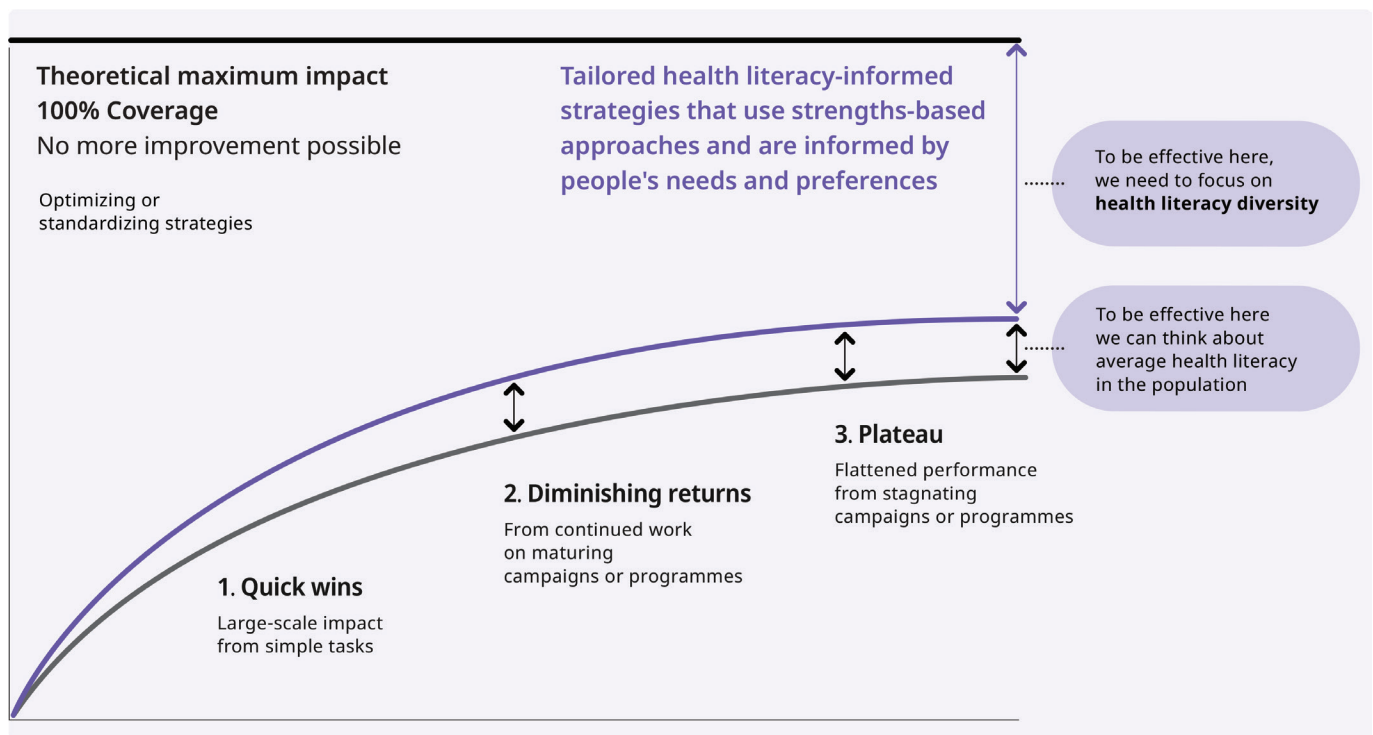 Theoretical maximum impact
100% Coverage
No more improvement possible
Optimizing or
standardizing strategies
Tailored health literacy-informed
strategies that use strengths-based
approaches and are informed by
people's needs and preferences
To be effective here,
we need to focus on
health literacy diversity
To be effective here
we can think about
average health literacy
in the population
1. Quick wins
Large-scale impact
from simple tasks
2. Diminishing returns
From continued work
on maturing
campaigns or programmes
3. Plateau
Flattened performance
from stagnating
campaigns or programmes